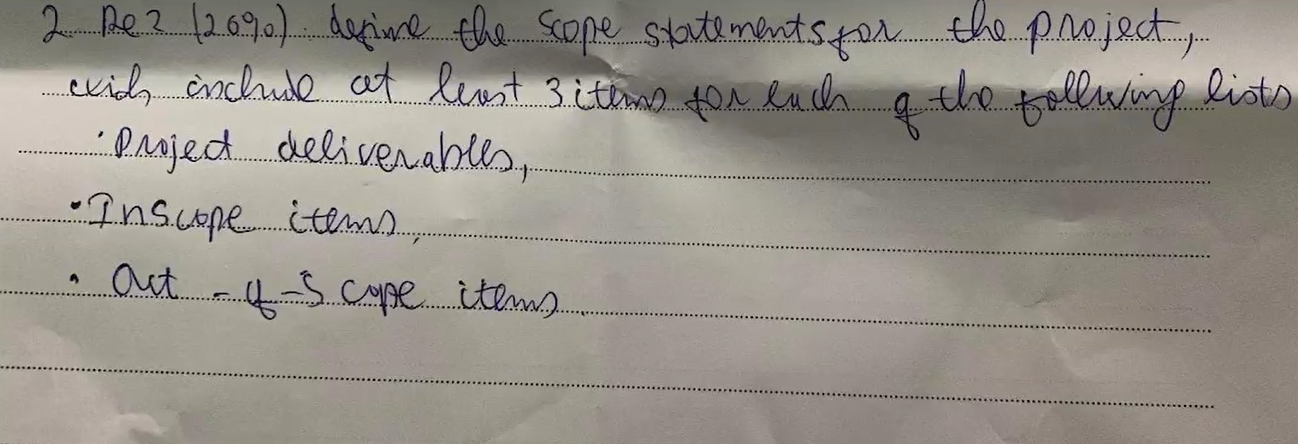 2 Re 2 (20%) define the scope statements for the project,
include at least 3 items for each of the following lists
• Project deliverables,
• Inscope items,
• Out-of-Scope items.